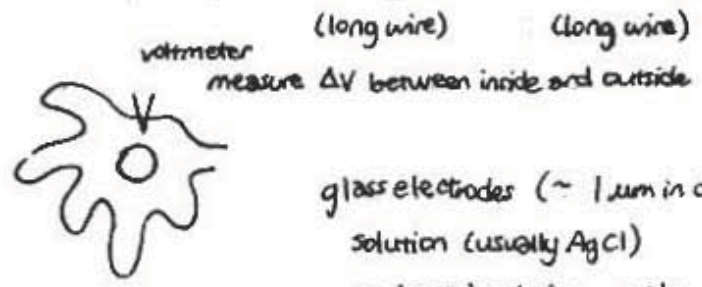 (long wire) (long wire)
voltmeter
measure ΔV between inside and outside
glass electrodes (~ 1 μm in
solution (usually AgCl)